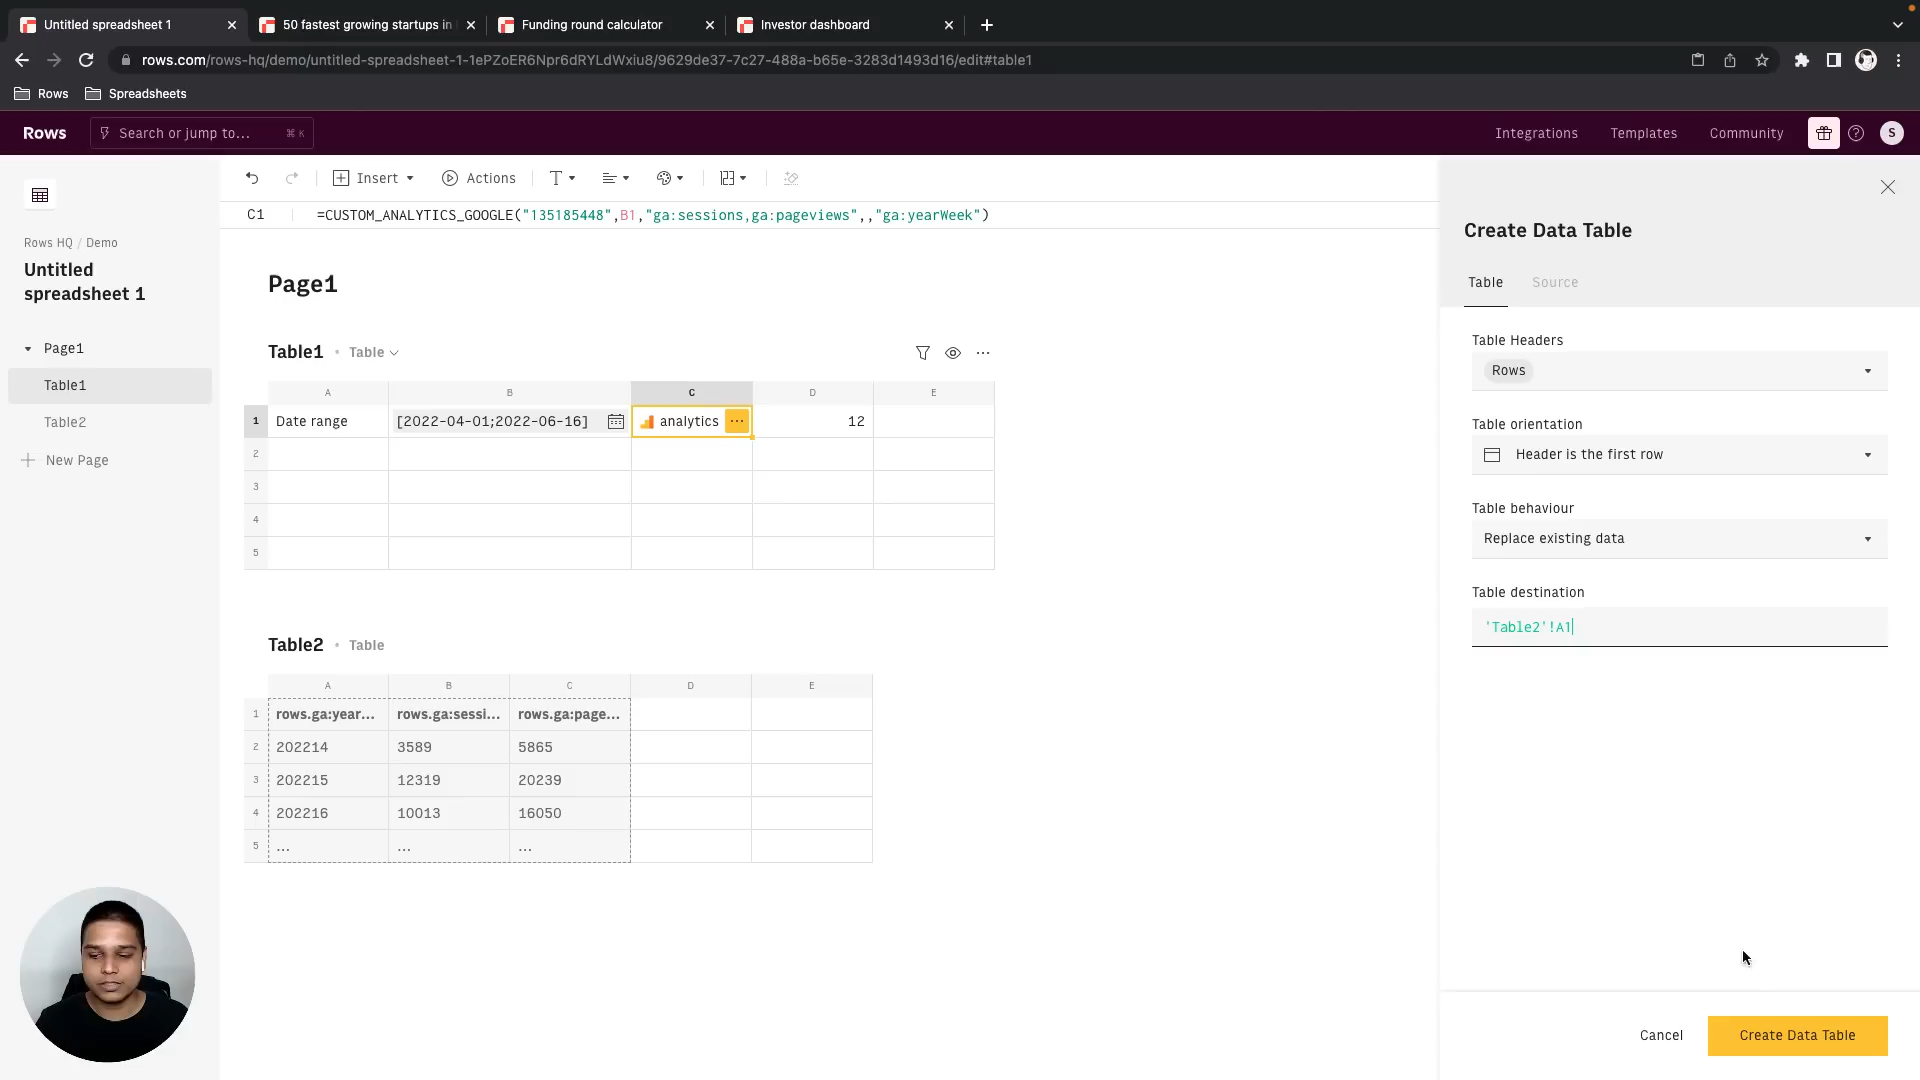 Untitled spreadsheet 1
50 fastest growing startups in
Funding round calculator
Investor dashboard
rows.com/rows-hq/demo/untitled-spreadsheet-1-1ePZoER6Npr6dRYLdWxiu8/9629de37-7c27-488a-b65e-3283d1493d16/edit#table1
Rows
Spreadsheets
Rows
Search or jump to...
⌘ K
Integrations
Templates
Community
S
Rows HQ / Demo
Untitled
spreadsheet 1
Page1
Table1
Table2
New Page
Insert
Actions
C1
=CUSTOM_ANALYTICS_GOOGLE("135185448",B1,"ga:sessions,ga:pageviews",,"ga:yearWeek")
Page1
Table1 • Table
A B C D E
1 Date range [2022-04-01;2022-06-16] analytics ... 12
2
3
4
5
Table2 • Table
A B C D E
1 rows.ga:year... rows.ga:sessi... rows.ga:page...
2 202214 3589 5865
3 202215 12319 20239
4 202216 10013 16050
5 ... ... ...
Create Data Table
Table
Source
Table Headers
Rows
Table orientation
Header is the first row
Table behaviour
Replace existing data
Table destination
'Table2'!A1
Cancel
Create Data Table